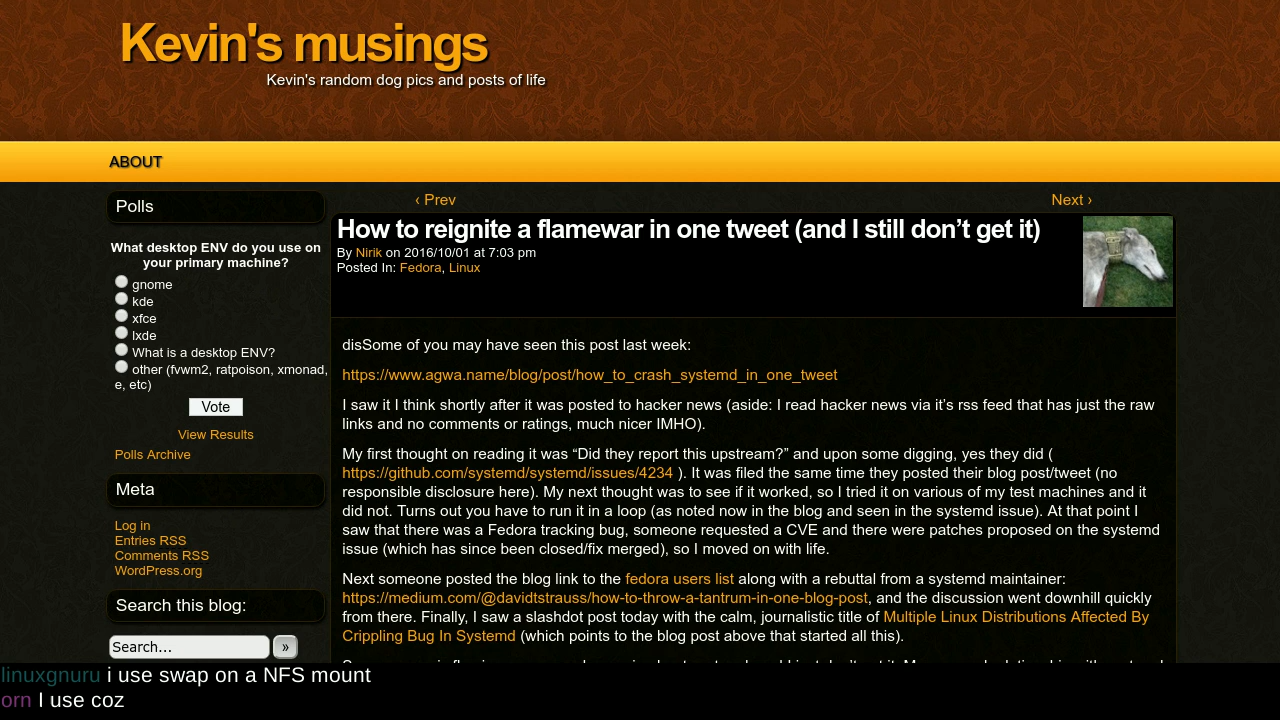 Kevin's musings
Kevin's random dog pics and posts of life
ABOUT
Polls
What desktop ENV do you use on
your primary machine?
gnome
kde
xfce
lxde
What is a desktop ENV?
other (fvwm2, ratpoison, xmonad,
e, etc)
Vote
View Results
Polls Archive
Meta
Log in
Entries RSS
Comments RSS
WordPress.org
Search this blog:
Search...
»
‹ Prev
Next ›
How to reignite a flamewar in one tweet (and I still don’t get it)
By Nirik on 2016/10/01 at 7:03 pm
Posted In: Fedora, Linux
disSome of you may have seen this post last week:
https://www.agwa.name/blog/post/how_to_crash_systemd_in_one_tweet
I saw it I think shortly after it was posted to hacker news (aside: I read hacker news via it’s rss feed that has just the raw
links and no comments or ratings, much nicer IMHO).
My first thought on reading it was “Did they report this upstream?” and upon some digging, yes they did (
https://github.com/systemd/systemd/issues/4234 ). It was filed the same time they posted their blog post/tweet (no
responsible disclosure here). My next thought was to see if it worked, so I tried it on various of my test machines and it
did not. Turns out you have to run it in a loop (as noted now in the blog and seen in the systemd issue). At that point I
saw that there was a Fedora tracking bug, someone requested a CVE and there were patches proposed on the systemd
issue (which has since been closed/fix merged), so I moved on with life.
Next someone posted the blog link to the fedora users list along with a rebuttal from a systemd maintainer:
https://medium.com/@davidtstrauss/how-to-throw-a-tantrum-in-one-blog-post, and the discussion went downhill quickly
from there. Finally, I saw a slashdot post today with the calm, journalistic title of Multiple Linux Distributions Affected By
Crippling Bug In Systemd (which points to the blog post above that started all this).
linuxgnuru i use swap on a NFS mount
orn I use coz